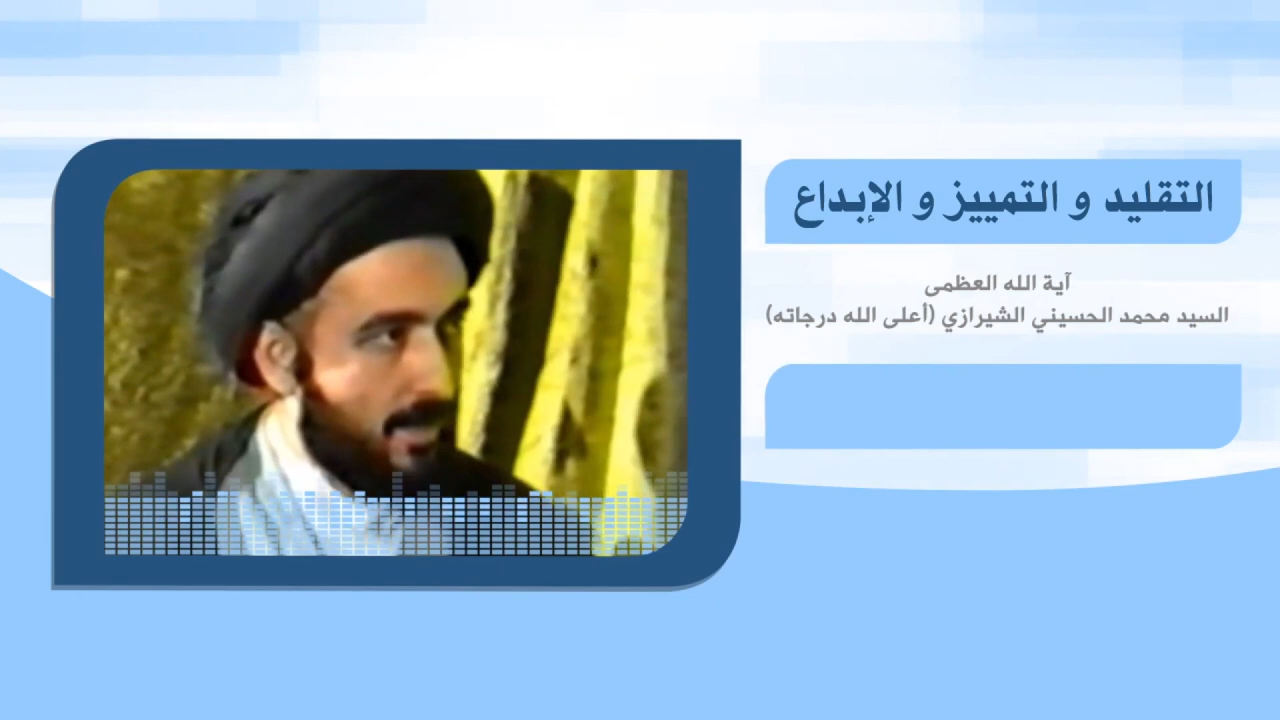 التقليد و التمييز و الإبداع
آية الله العظمى
السيد محمد الحسيني الشيرازي (أعلى الله درجاته)